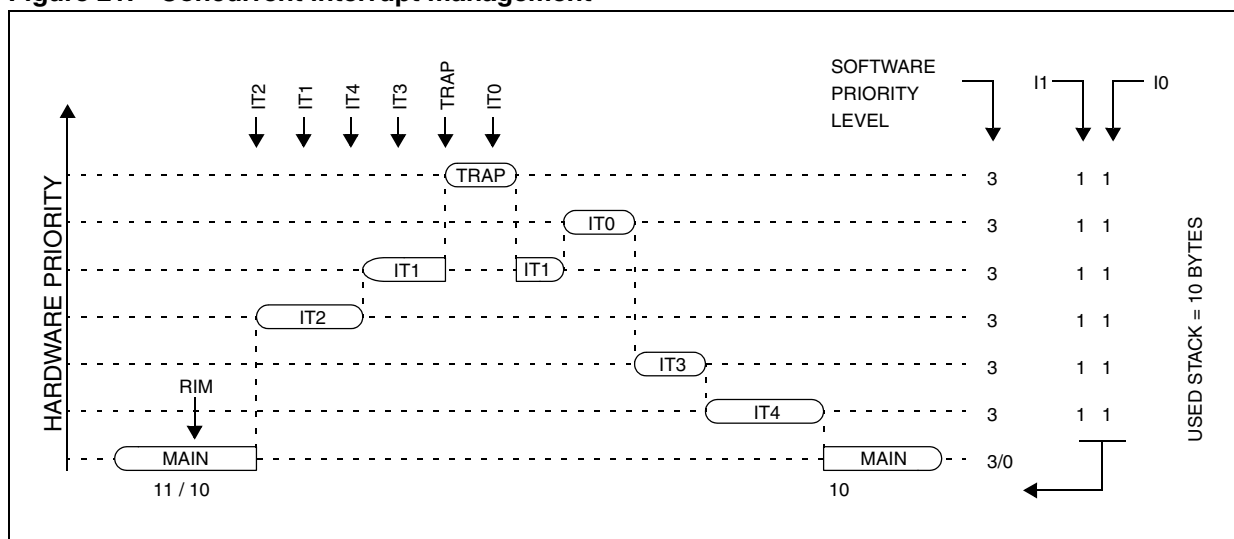 Figure 21. Concurrent Interrupt Management
IT2
IT1
IT4
IT3
TRAP
IT0
SOFTWARE
PRIORITY
LEVEL
I1
I0
HARDWARE PRIORITY
TRAP
3
1 1
IT0
3
1 1
IT1
IT1
3
1 1
IT2
3
1 1
IT3
3
1 1
RIM
IT4
3
1 1
MAIN
MAIN
3/0
11 / 10
10
USED STACK = 10 BYTES